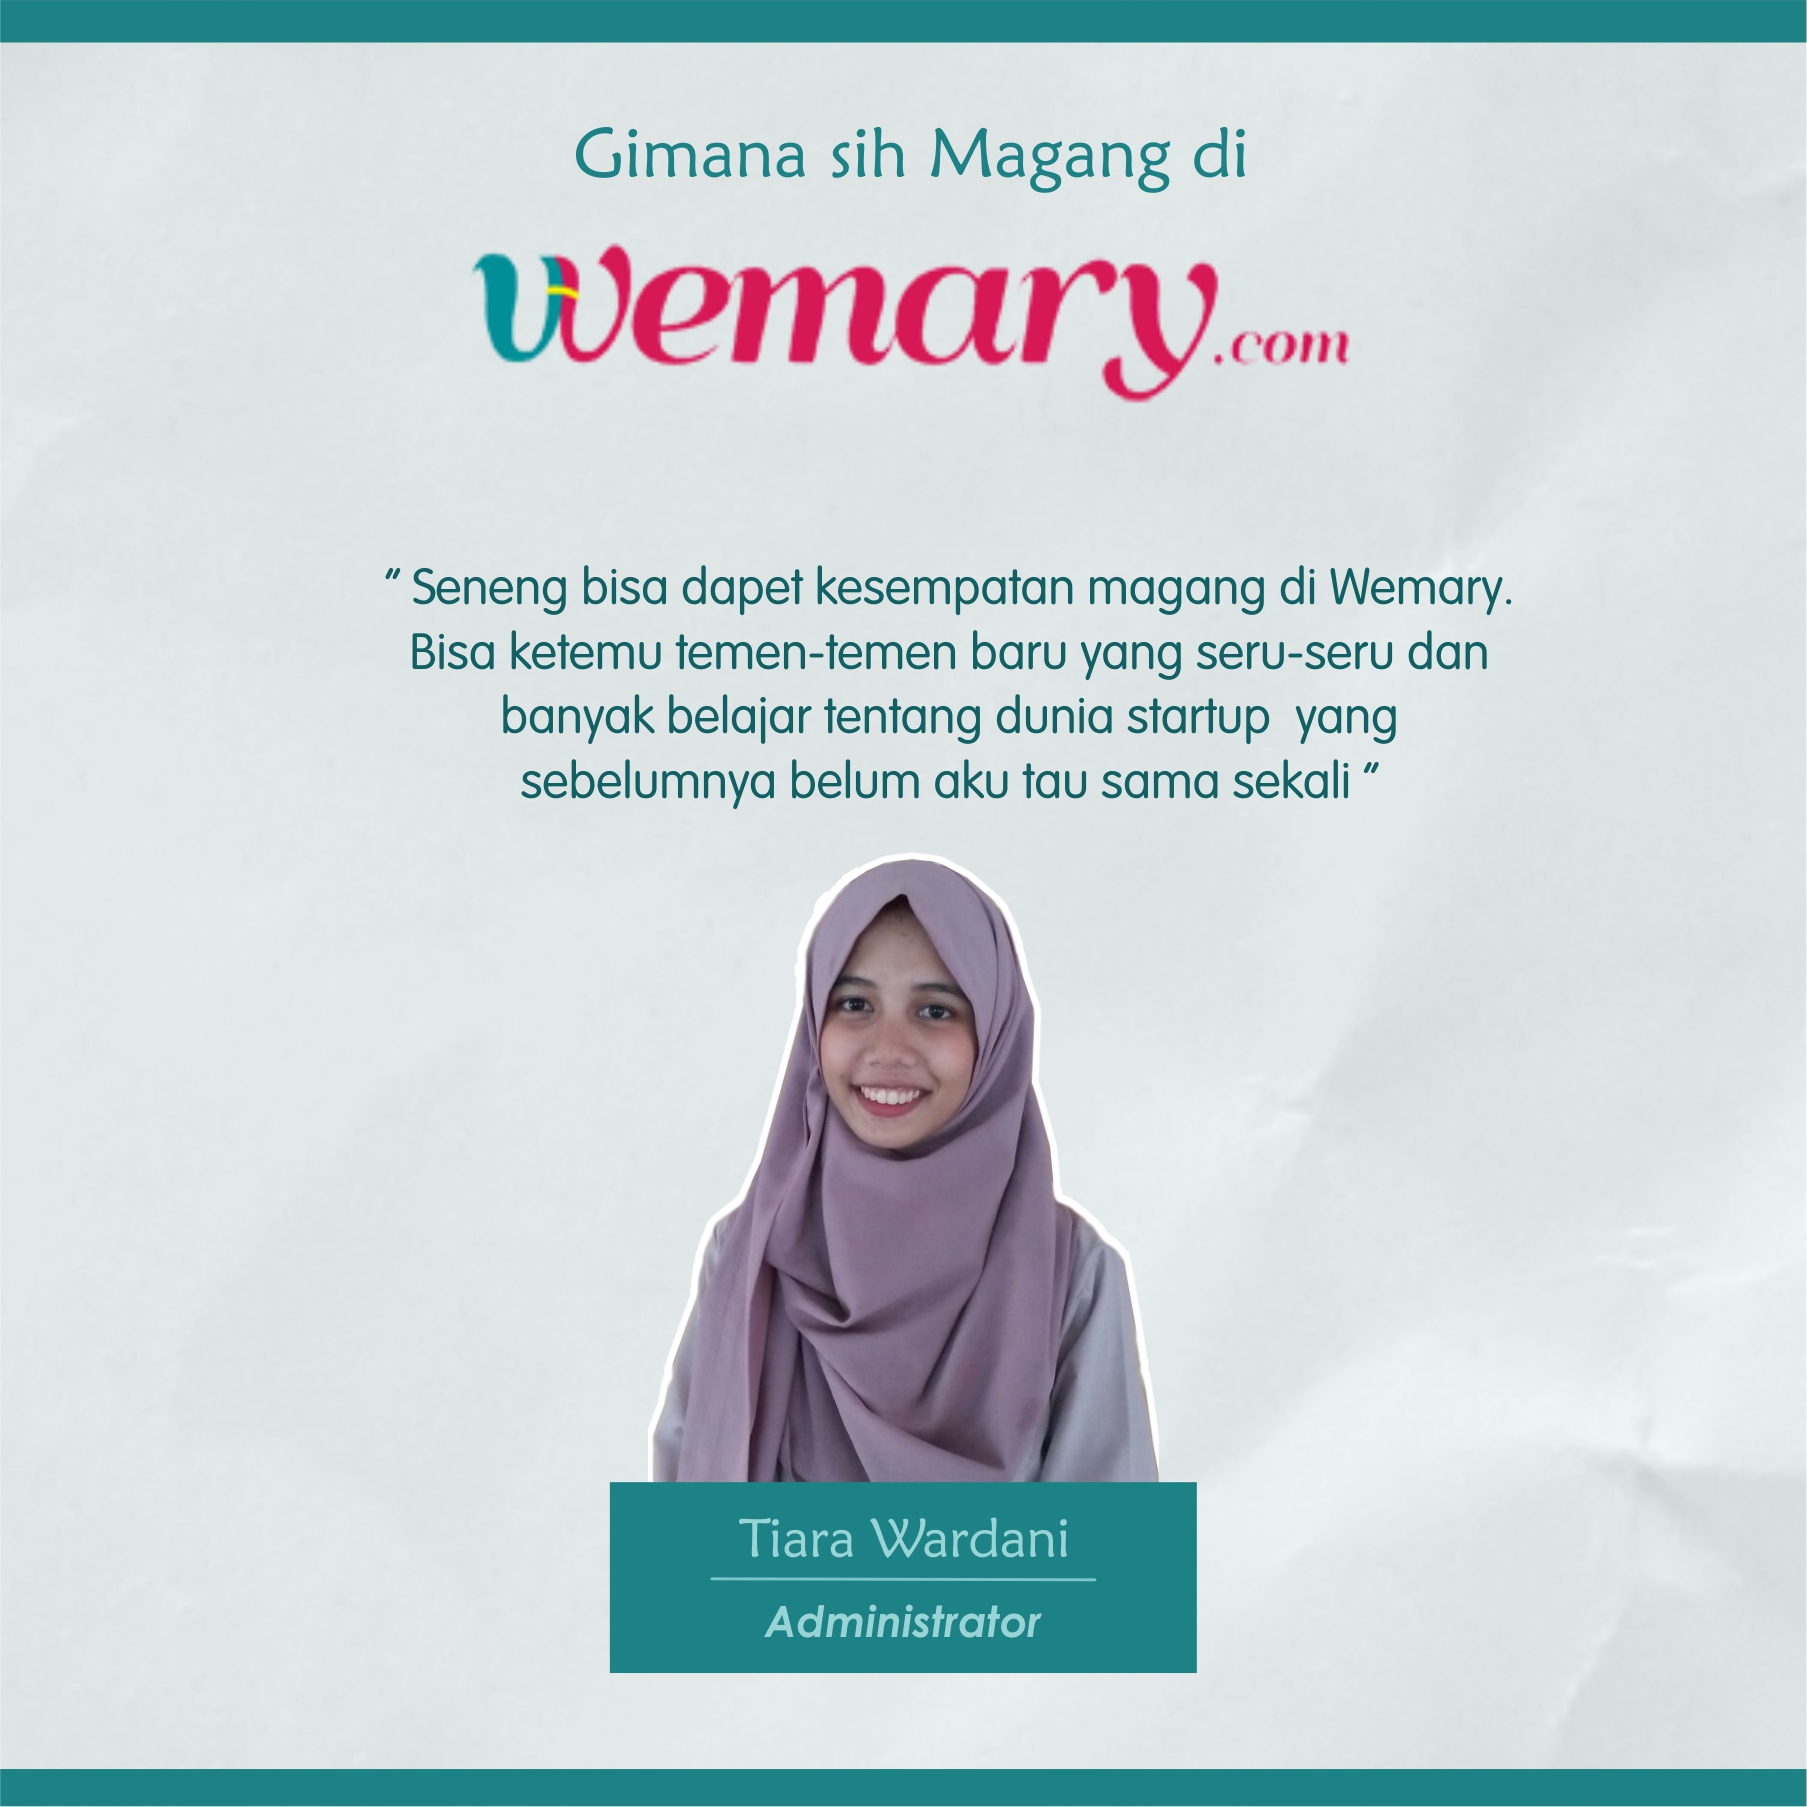 Gimana sih Magang di
wemary.com
" Seneng bisa dapet kesempatan magang di Wemary.
Bisa ketemu temen-temen baru yang seru-seru dan
banyak belajar tentang dunia startup  yang
sebelumnya belum aku tau sama sekali "
Tiara Wardani
Administrator